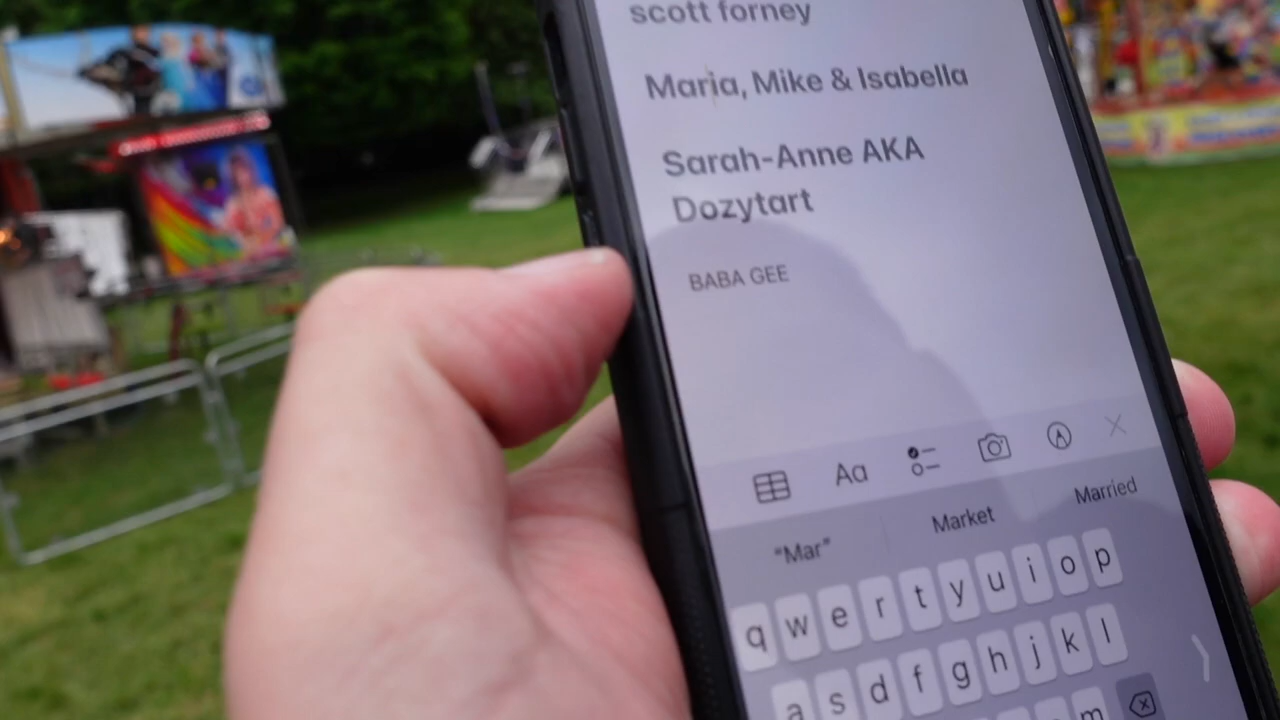 scott forney
Maria, Mike & Isabella
Sarah-Anne AKA
Dozytart
BABA GEE
Aa
“Mar”
Market
Married
q w e r t y u i o p
a s d f g h j k l
m